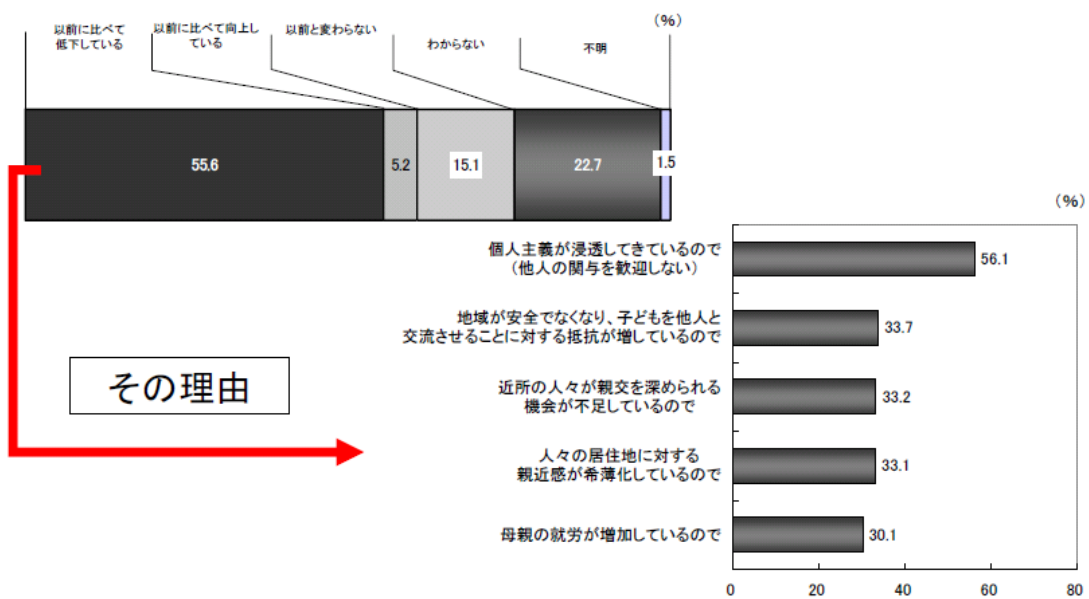 (%)
以前に比べて
低下している
以前に比べて向上し
ている
以前と変わらない
わからない
不明
55.6
5.2
15.1
22.7
1.5
(%)
個人主義が浸透してきているので
(他人の関与を歓迎しない)
56.1
地域が安全でなくなり、子どもを他人と
交流させることに対する抵抗が増しているので
33.7
その理由
近所の人々が親交を深められる
機会が不足しているので
33.2
人々の居住地に対する
親近感が希薄化しているので
33.1
母親の就労が増加しているので
30.1
0 20 40 60 80